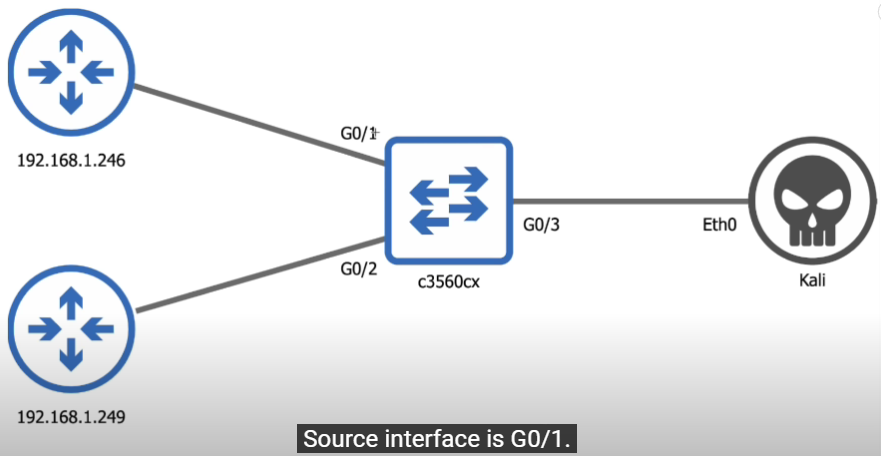 G0/1
192.168.1.246
G0/3
Eth0
G0/2
c3560cx
Kali
192.168.1.249
Source interface is G0/1.